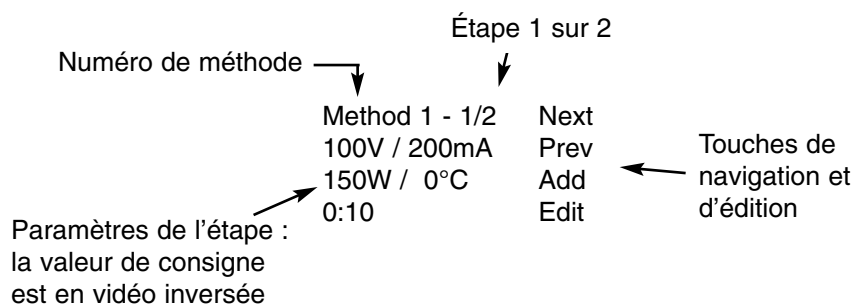 Étape 1 sur 2
Numéro de méthode
Method 1 - 1/2 Next
100V / 200mA Prev
150W / 0°C Add
0:10 Edit
Touches de
navigation et
d'édition
Paramètres de l'étape :
la valeur de consigne
est en vidéo inversée